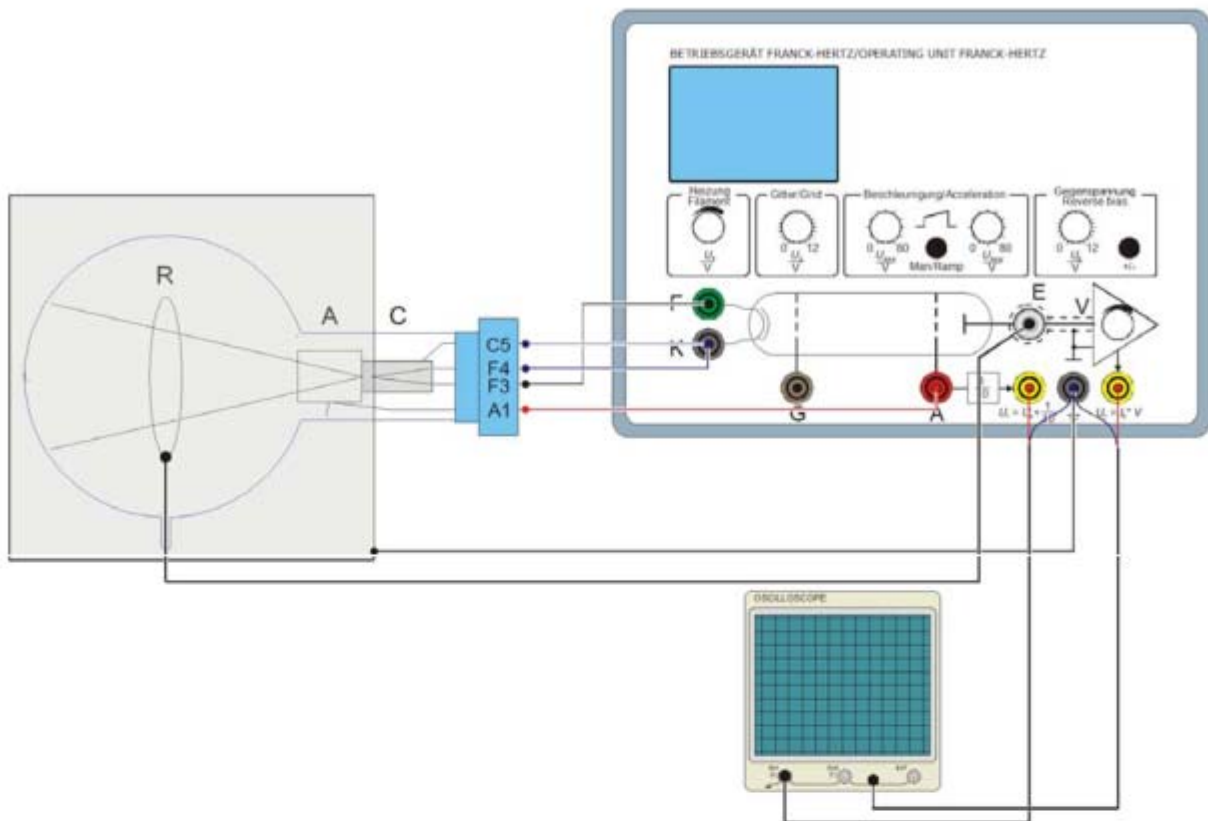 BETRIEBSGERÄT FRANCK-HERTZ/OPERATING UNIT FRANCK-HERTZ
Heizung
Filament
Gitter/Grid
Beschleunigung/Acceleration
Gegenspannung
Reverse bias
0 12
0 80
0 80
0 12
V
V
V
V
V
Man/Ramp
+/-
R
A
C
C5
F4
F3
A1
F
K
E
V
G
A
OSCILLOSCOPE